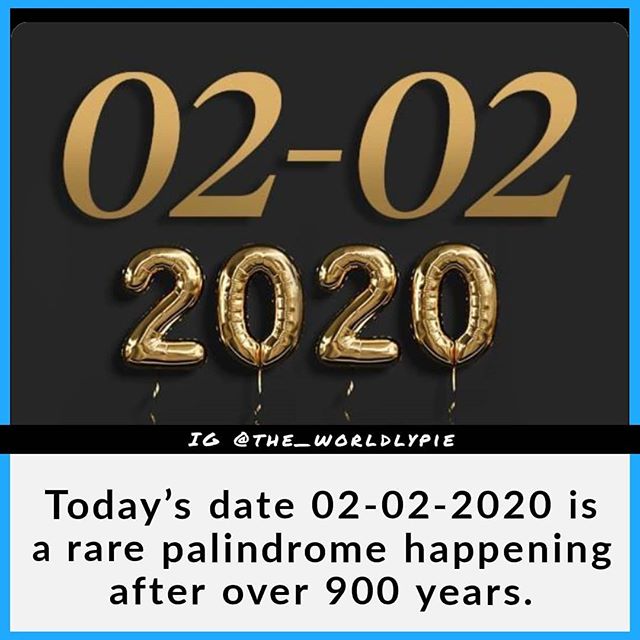 02-02
2020
IG @THE_WORLDLYPIE
Today’s date 02-02-2020 is
a rare palindrome happening
after over 900 years.